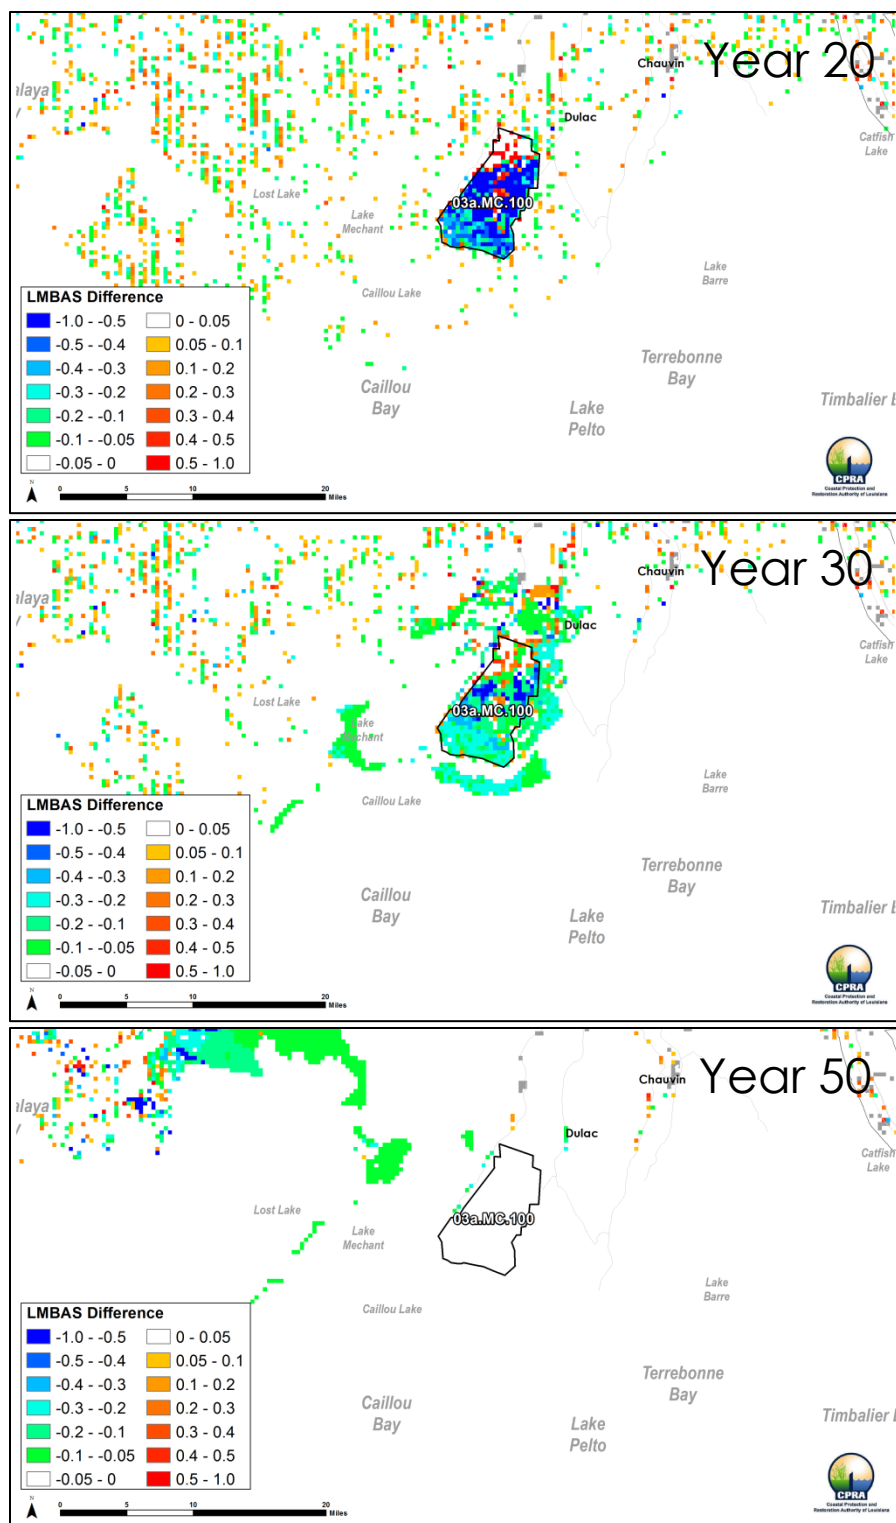 Year 20
Chauvin
Dulac
alaya
Catfish
Lake
Lost Lake
03a.MC.100
Lake
Mechant
Lake
Barre
Caillou Lake
LMBAS Difference
-1.0 - -0.5 0 - 0.05
-0.5 - -0.4 0.05 - 0.1
-0.4 - -0.3 0.1 - 0.2
-0.3 - -0.2 0.2 - 0.3
-0.2 - -0.1 0.3 - 0.4
-0.1 - -0.05 0.4 - 0.5
-0.05 - 0 0.5 - 1.0
Terrebonne
Bay
Caillou
Bay
Lake
Pelto
Timbalier B
CPRA
Coastal Protection and
Restoration Authority of Louisiana
N
0 5 10 20
Miles
Year 30
Chauvin
Dulac
alaya
Catfish
Lake
Lost Lake
03a.MC.100
Lake
Mechant
Lake
Barre
Caillou Lake
LMBAS Difference
-1.0 - -0.5 0 - 0.05
-0.5 - -0.4 0.05 - 0.1
-0.4 - -0.3 0.1 - 0.2
-0.3 - -0.2 0.2 - 0.3
-0.2 - -0.1 0.3 - 0.4
-0.1 - -0.05 0.4 - 0.5
-0.05 - 0 0.5 - 1.0
Terrebonne
Bay
Caillou
Bay
Lake
Pelto
Timbalier B
CPRA
Coastal Protection and
Restoration Authority of Louisiana
N
0 5 10 20
Miles
Year 50
Chauvin
Dulac
alaya
Catfish
Lake
Lost Lake
03a.MC.100
Lake
Mechant
Lake
Barre
Caillou Lake
LMBAS Difference
-1.0 - -0.5 0 - 0.05
-0.5 - -0.4 0.05 - 0.1
-0.4 - -0.3 0.1 - 0.2
-0.3 - -0.2 0.2 - 0.3
-0.2 - -0.1 0.3 - 0.4
-0.1 - -0.05 0.4 - 0.5
-0.05 - 0 0.5 - 1.0
Terrebonne
Bay
Caillou
Bay
Lake
Pelto
Timbalier B
CPRA
Coastal Protection and
Restoration Authority of Louisiana
N
0 5 10 20
Miles